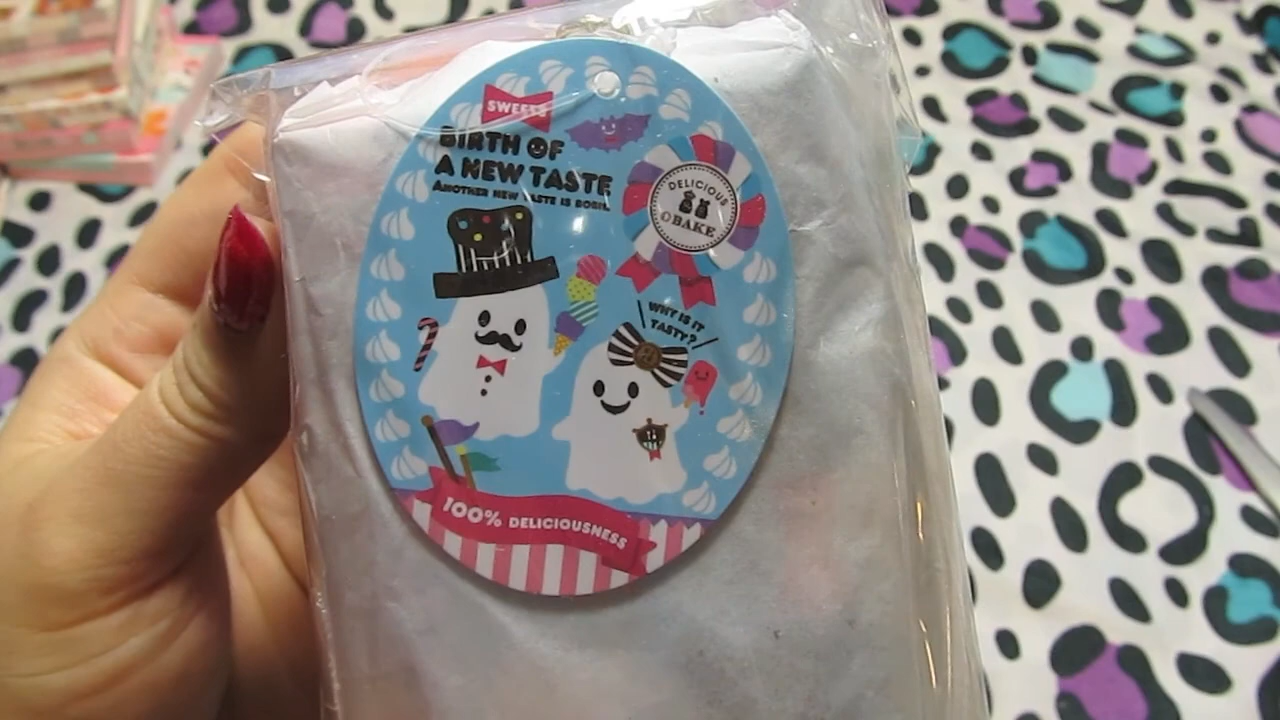 SWEETS
BIRTH OF
A NEW TASTE
ANOTHER NEW TASTE IS BORN.
DELICIOUS
OBAKE
WHY IS IT
TASTY?
100% DELICIOUSNESS